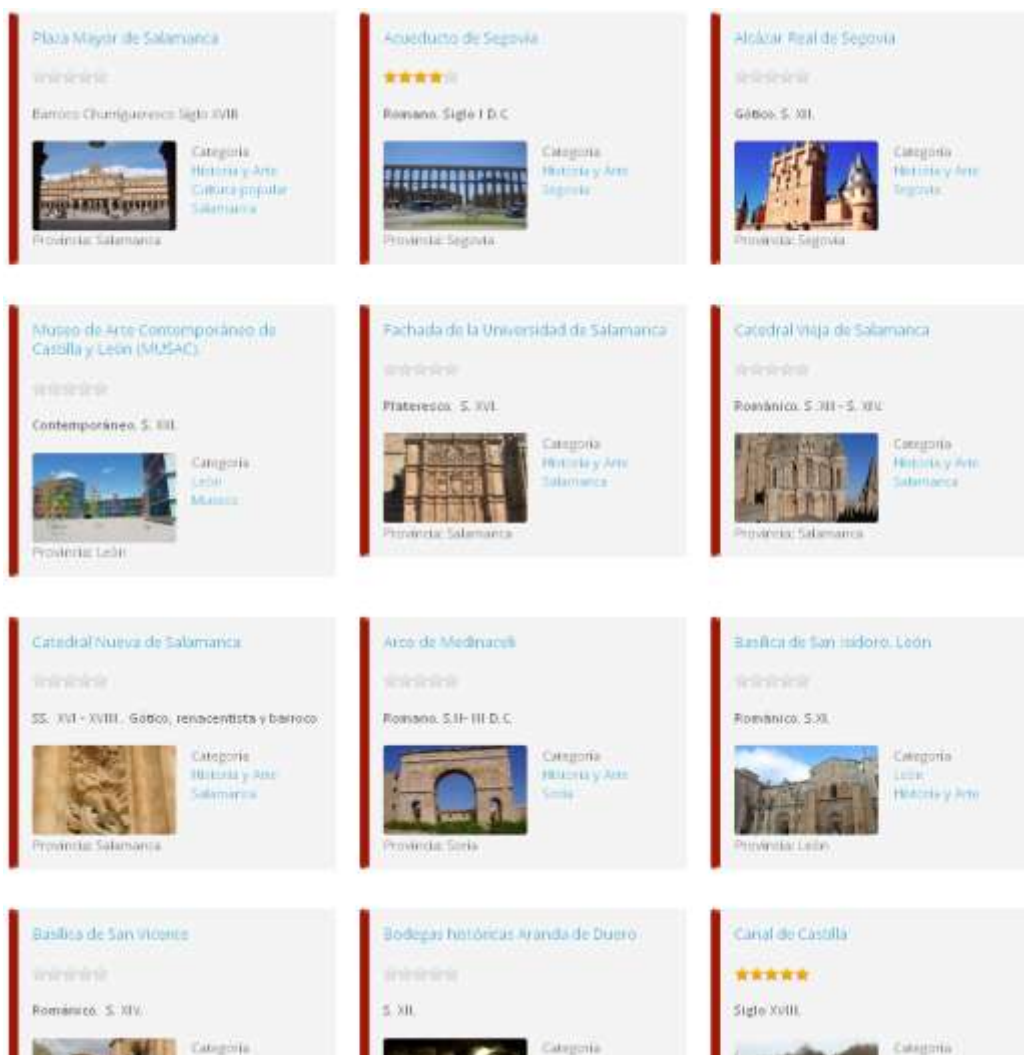 Plaza Mayor de Salamanca
Barroco Churrigueresco Siglo XVIII
Categoría
Historia y Arte
Cultura popular
Salamanca
Provincia: Salamanca
Acueducto de Segovia
Romano. Siglo I D.C
Categoría
Historia y Arte
Segovia
Provincia: Segovia
Alcázar Real de Segovia
Gótico. S. XII.
Categoría
Historia y Arte
Segovia
Provincia: Segovia
Museo de Arte Contemporáneo de
Castilla y León (MUSAC)
Contemporáneo. S. XXI.
Categoría
León
Museos
Provincia: León
Fachada de la Universidad de Salamanca
Plateresco. S. XVI.
Categoría
Historia y Arte
Salamanca
Provincia: Salamanca
Catedral Vieja de Salamanca
Románico. S. XII - S. XIV.
Categoría
Historia y Arte
Salamanca
Provincia: Salamanca
Catedral Nueva de Salamanca
SS. XVI - XVIII. Gótico, renacentista y barroco
Categoría
Historia y Arte
Salamanca
Provincia: Salamanca
Arco de Medinaceli
Romano. S.II- III D.C.
Categoría
Historia y Arte
Soria
Provincia: Soria
Basílica de San Isidoro. León
Románico. S.XI.
Categoría
León
Historia y Arte
Provincia: León
Basílica de San Vicente
Románico. S. XIV.
Categoría
Bodegas históricas Aranda de Duero
S. XII.
Categoría
Canal de Castilla
Siglo XVIII.
Categoría